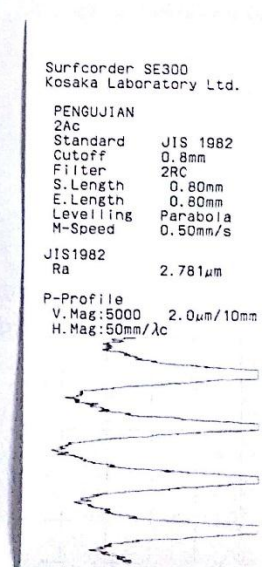 Surfcorder SE300
Kosaka Laboratory Ltd.
PENGUJIAN
2Ac
Standard JIS 1982
Cutoff 0.8mm
Filter 2RC
S.Length 0.80mm
E.Length 0.80mm
Levelling Parabola
M-Speed 0.50mm/s
JIS1982
Ra 2.781μm
P-Profile
V.Mag:5000 2.0μm/10mm
H.Mag:50mm/λc